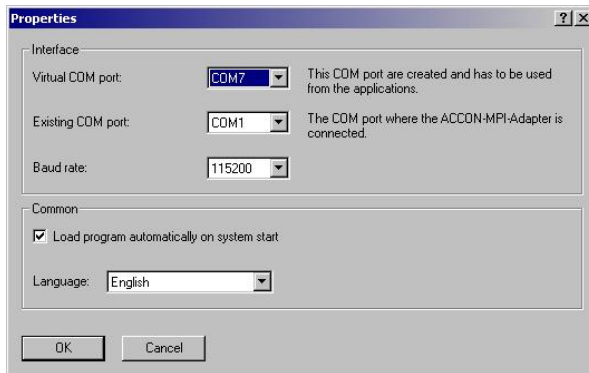 Properties
Interface
Virtual COM port:
COM7
This COM port are created and has to be used
from the applications.
Existing COM port:
COM1
The COM port where the ACCON-MPI-Adapter is
connected.
Baud rate:
115200
Common
Load program automatically on system start
Language:
English
OK
Cancel